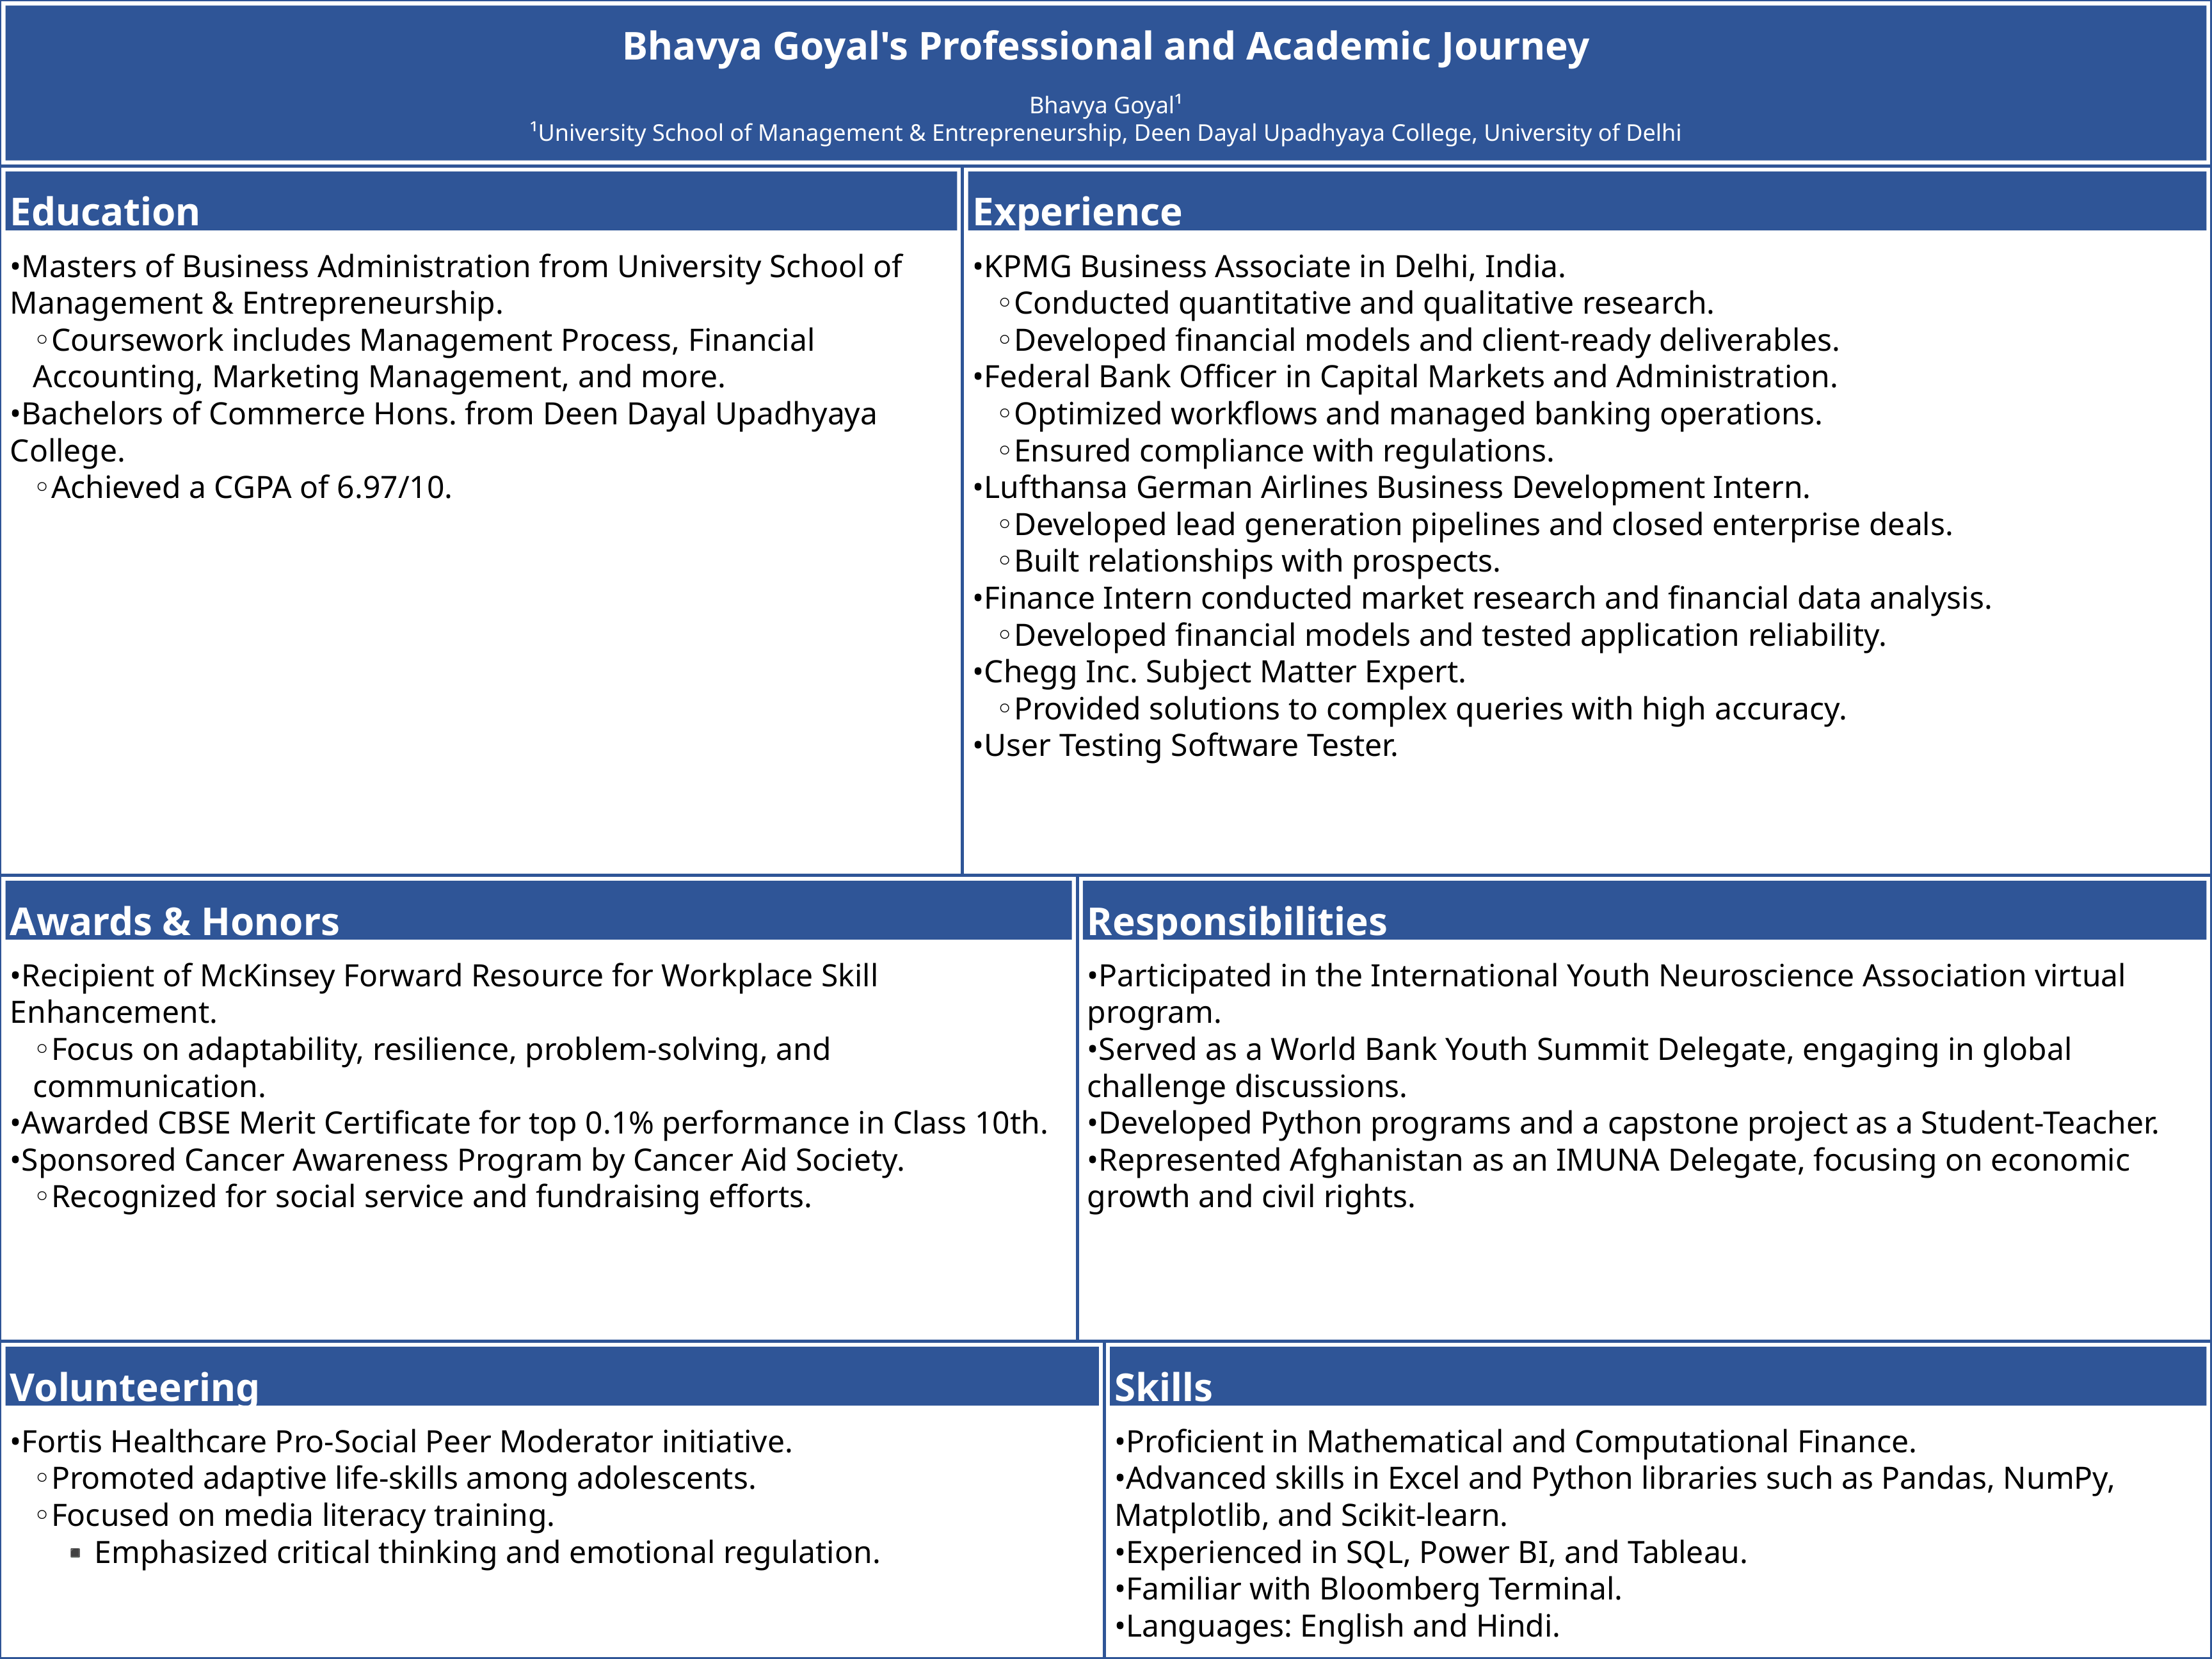 Bhavya Goyal's Professional and Academic Journey
Bhavya Goyal¹
¹University School of Management & Entrepreneurship, Deen Dayal Upadhyaya College, University of Delhi
Education
•Masters of Business Administration from University School of
Management & Entrepreneurship.
◦Coursework includes Management Process, Financial
Accounting, Marketing Management, and more.
•Bachelors of Commerce Hons. from Deen Dayal Upadhyaya
College.
◦Achieved a CGPA of 6.97/10.
Experience
•KPMG Business Associate in Delhi, India.
◦Conducted quantitative and qualitative research.
◦Developed financial models and client-ready deliverables.
•Federal Bank Officer in Capital Markets and Administration.
◦Optimized workflows and managed banking operations.
◦Ensured compliance with regulations.
•Lufthansa German Airlines Business Development Intern.
◦Developed lead generation pipelines and closed enterprise deals.
◦Built relationships with prospects.
•Finance Intern conducted market research and financial data analysis.
◦Developed financial models and tested application reliability.
•Chegg Inc. Subject Matter Expert.
◦Provided solutions to complex queries with high accuracy.
•User Testing Software Tester.
Awards & Honors
•Recipient of McKinsey Forward Resource for Workplace Skill
Enhancement.
◦Focus on adaptability, resilience, problem-solving, and
communication.
•Awarded CBSE Merit Certificate for top 0.1% performance in Class 10th.
•Sponsored Cancer Awareness Program by Cancer Aid Society.
◦Recognized for social service and fundraising efforts.
Responsibilities
•Participated in the International Youth Neuroscience Association virtual
program.
•Served as a World Bank Youth Summit Delegate, engaging in global
challenge discussions.
•Developed Python programs and a capstone project as a Student-Teacher.
•Represented Afghanistan as an IMUNA Delegate, focusing on economic
growth and civil rights.
Volunteering
•Fortis Healthcare Pro-Social Peer Moderator initiative.
◦Promoted adaptive life-skills among adolescents.
◦Focused on media literacy training.
▪ Emphasized critical thinking and emotional regulation.
Skills
•Proficient in Mathematical and Computational Finance.
•Advanced skills in Excel and Python libraries such as Pandas, NumPy,
Matplotlib, and Scikit-learn.
•Experienced in SQL, Power BI, and Tableau.
•Familiar with Bloomberg Terminal.
•Languages: English and Hindi.